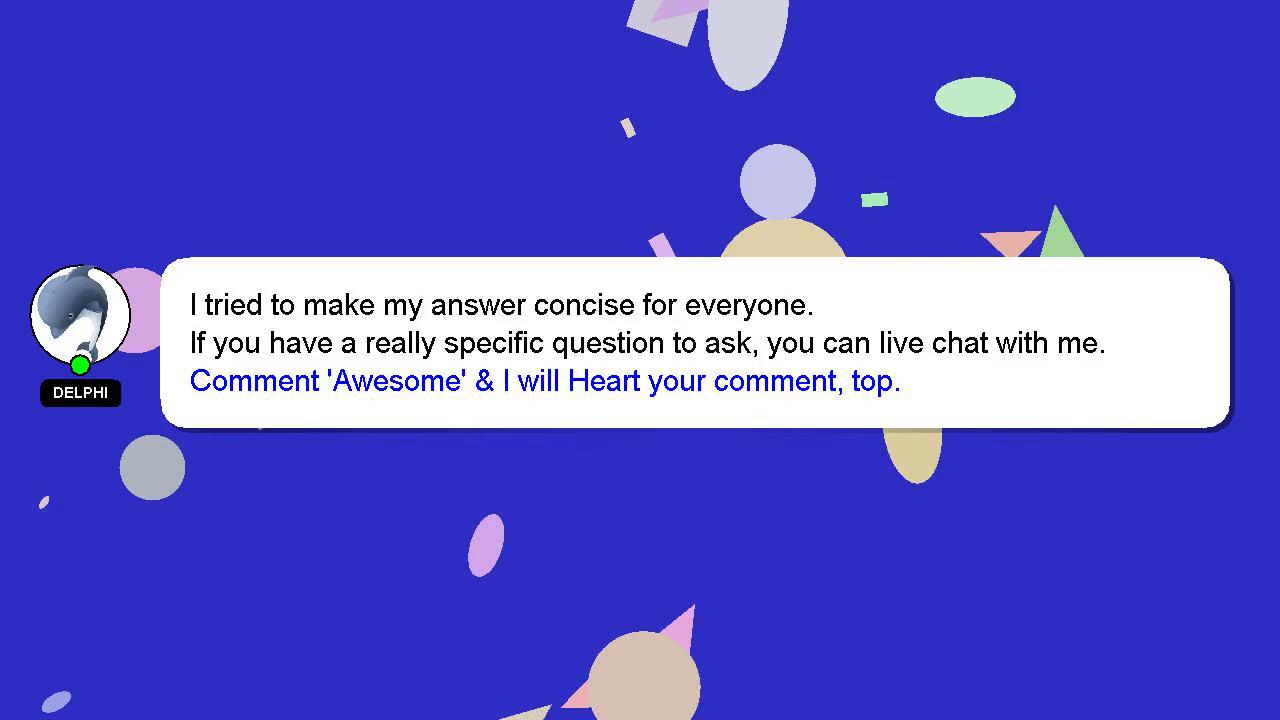 I tried to make my answer concise for everyone.
If you have a really specific question to ask, you can live chat with me.
Comment 'Awesome' & I will Heart your comment, top.
DELPHI